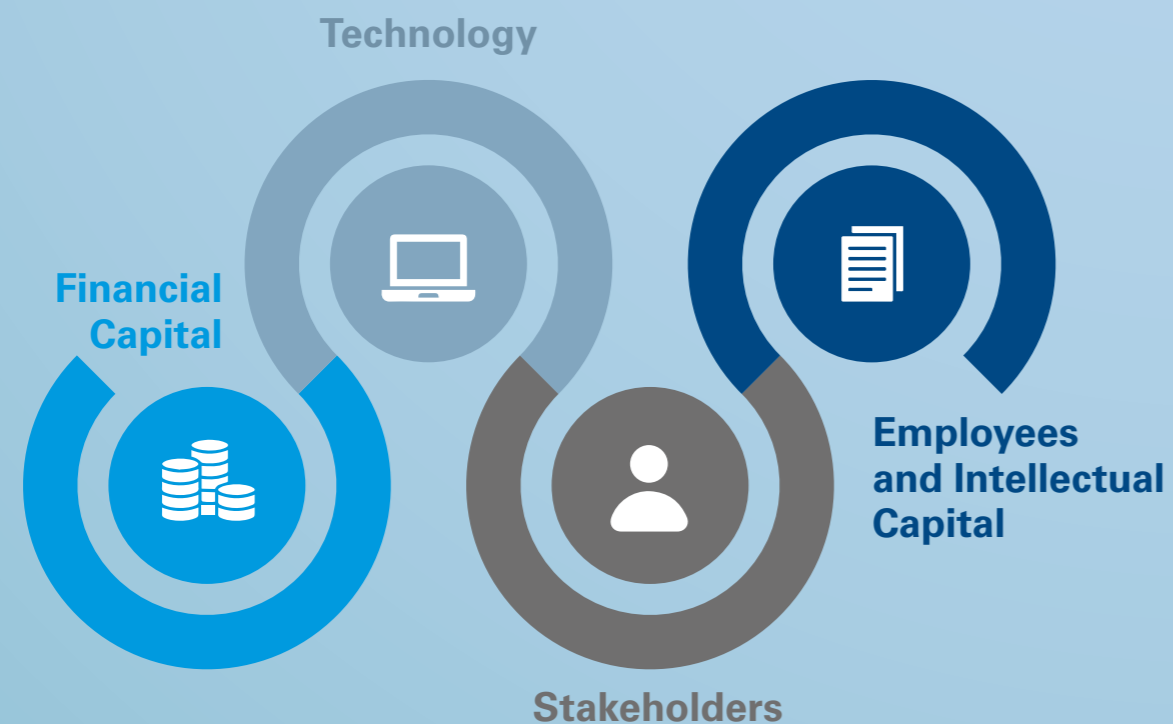 Technology
Financial
Capital
Employees
and Intellectual
Capital
Stakeholders